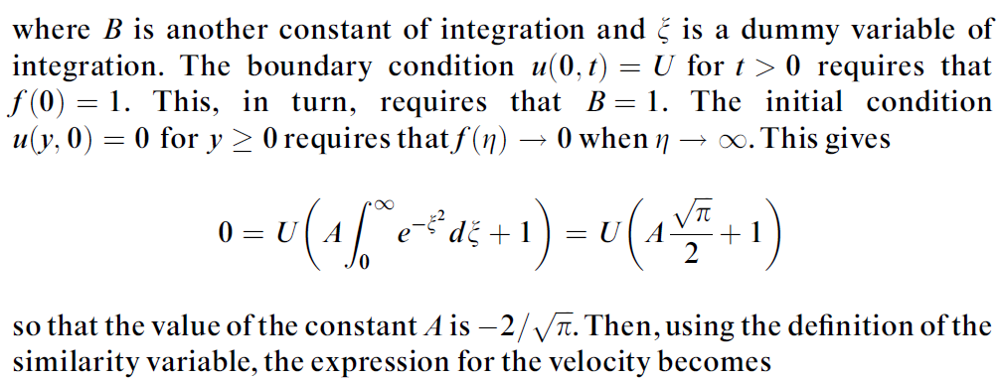 where B is another constant of integration and ξ is a dummy variable of
integration. The boundary condition u(0, t) = U for t > 0 requires that
f(0) = 1. This, in turn, requires that B = 1. The initial condition
u(y, 0) = 0 for y ≥ 0 requires that f(η) → 0 when η → ∞. This gives
0 = U(A∫₀^∞ e^{-ξ²} dξ + 1) = U(A √π/2 + 1)
so that the value of the constant A is −2/√π. Then, using the definition of the
similarity variable, the expression for the velocity becomes